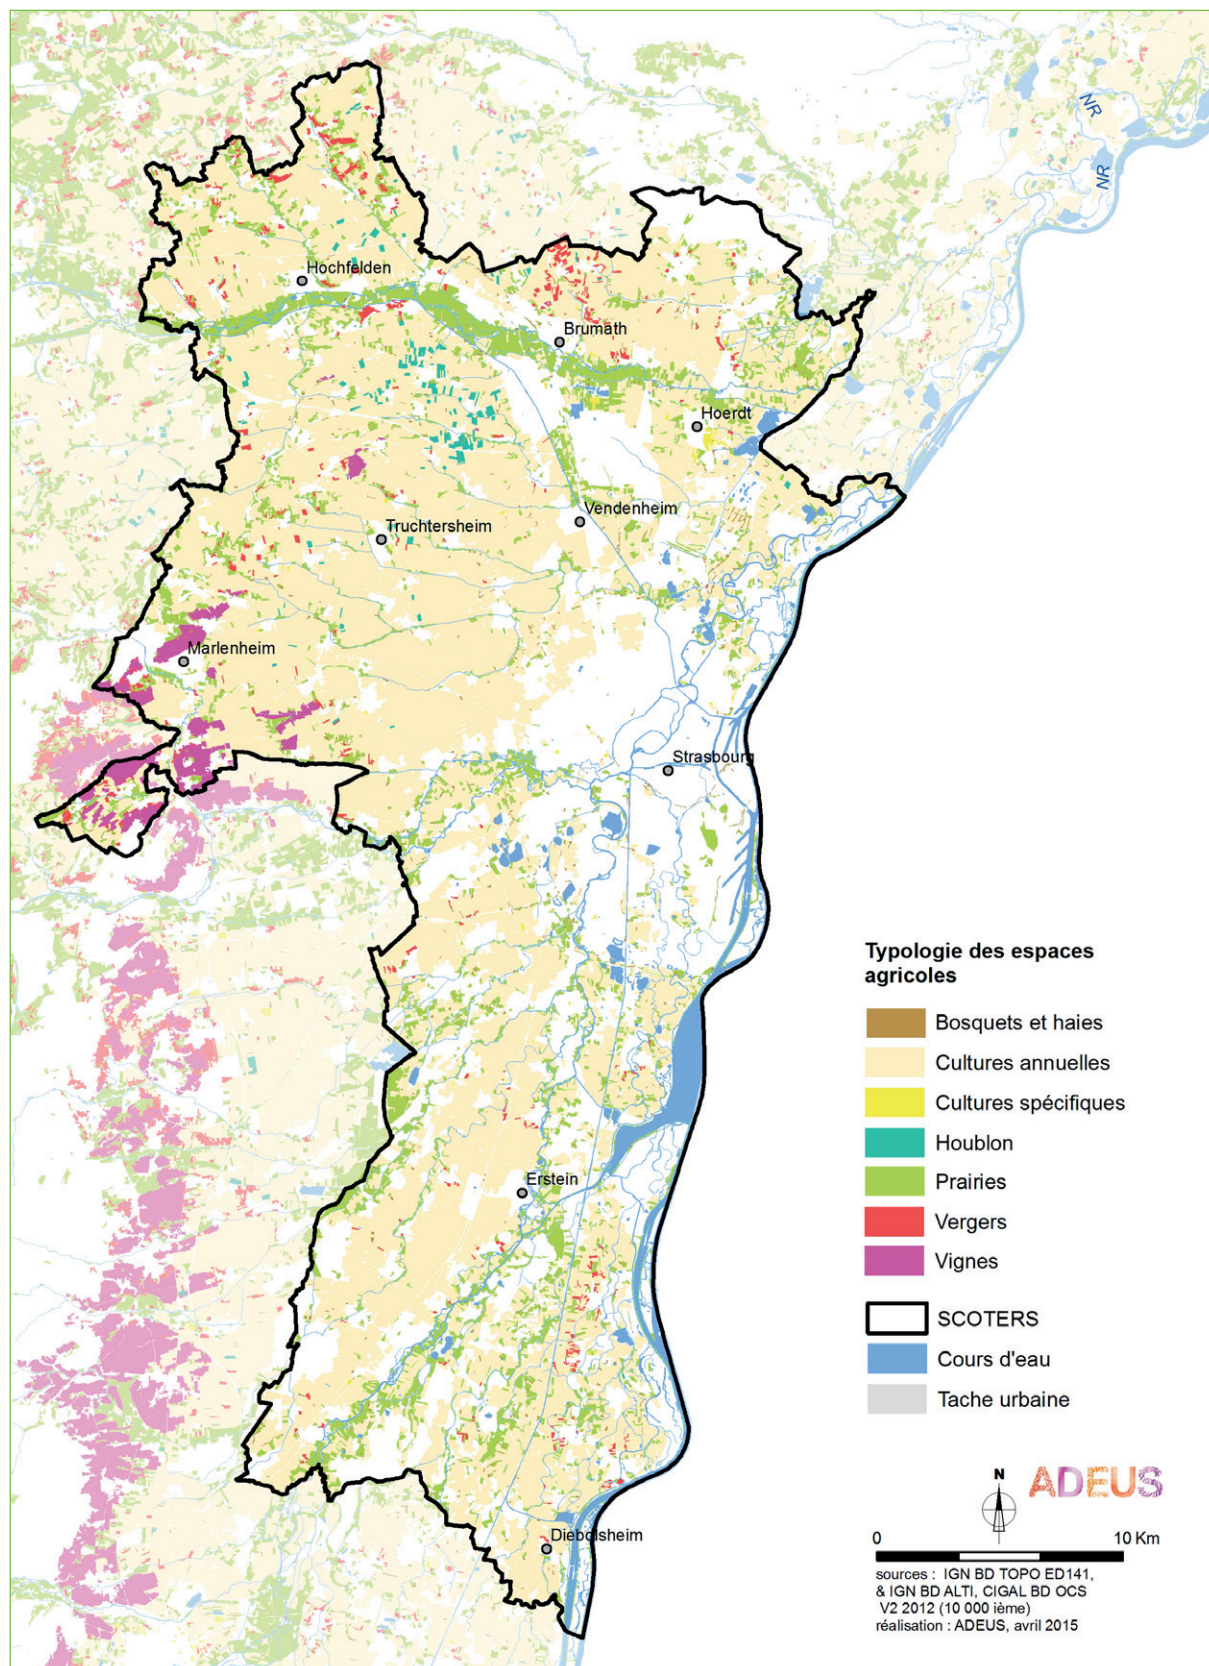 NR
NR
Hochfelden
Brumath
Hoerdt
Vendenheim
Truchtersheim
Marlenheim
Strasbourg
Erstein
Diebolsheim
Typologie des espaces
agricoles
Bosquets et haies
Cultures annuelles
Cultures spécifiques
Houblon
Prairies
Vergers
Vignes
SCOTERS
Cours d'eau
Tache urbaine
N
ADEUS
0 10 Km
sources : IGN BD TOPO ED141,
& IGN BD ALTI, CIGAL BD OCS
V2 2012 (10 000 ième)
réalisation : ADEUS, avril 2015